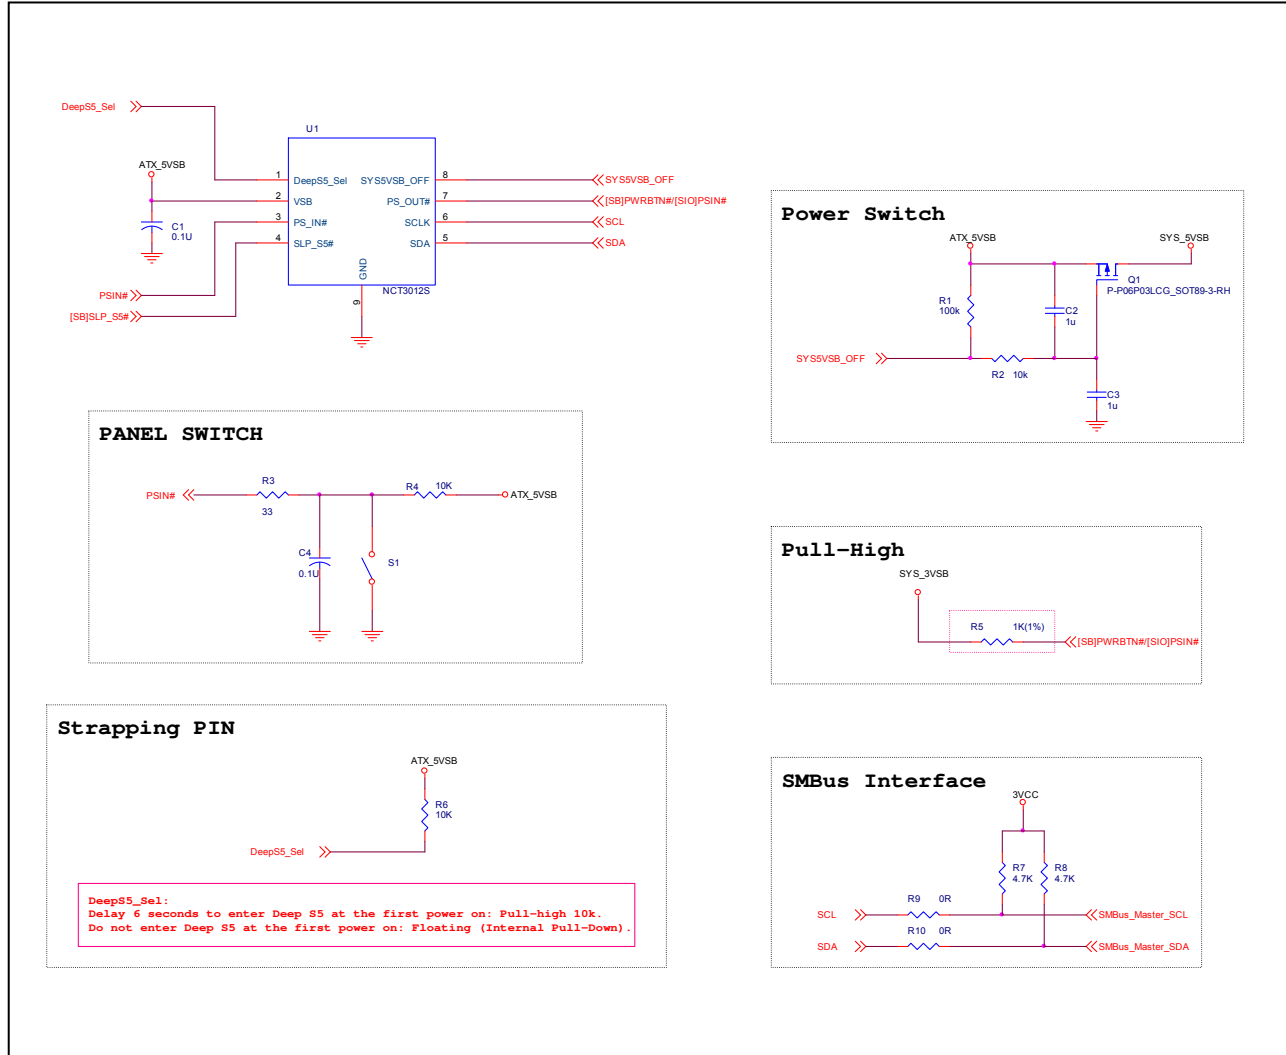 DeepS5_Sel
U1
ATX_5VSB
1 DeepS5_Sel SYS5VSB_OFF 8 SYS5VSB_OFF
2 VSB PS_OUT# 7 [SB]PWRBTN#/[SIO]PSIN#
3 PS_IN# SCLK 6 SCL
C1
0.1U
4 SLP_S5# SDA 5 SDA
GND
9
NCT3012S
PSIN#
[SB]SLP_S5#
Power Switch
ATX_5VSB SYS_5VSB
Q1
P-P06P03LCG_SOT89-3-RH
R1
100k
C2
1u
SYS5VSB_OFF
R2 10k
C3
1u
PANEL SWITCH
R3
R4 10K
PSIN#
ATX_5VSB
33
C4
0.1U
S1
Pull-High
SYS_3VSB
R5 1K(1%)
[SB]PWRBTN#/[SIO]PSIN#
Strapping PIN
ATX_5VSB
R6
10K
DeepS5_Sel
DeepS5_Sel:
Delay 6 seconds to enter Deep S5 at the first power on: Pull-high 10k.
Do not enter Deep S5 at the first power on: Floating (Internal Pull-Down).
SMBus Interface
3VCC
R7 R8
4.7K 4.7K
R9 0R
SCL SMBus_Master_SCL
R10 0R
SDA SMBus_Master_SDA